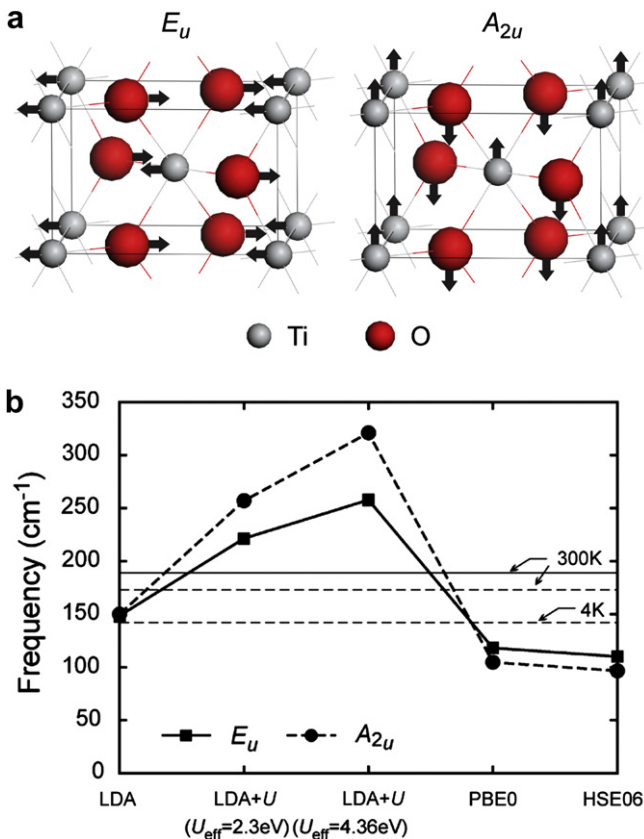 a
E_u A_2u
Ti O
b
350
300
250
200
150
100
50
0
Frequency (cm⁻¹)
300K
4K
E_u A_2u
LDA LDA+U LDA+U PBE0 HSE06
(U_eff=2.3eV) (U_eff=4.36eV)